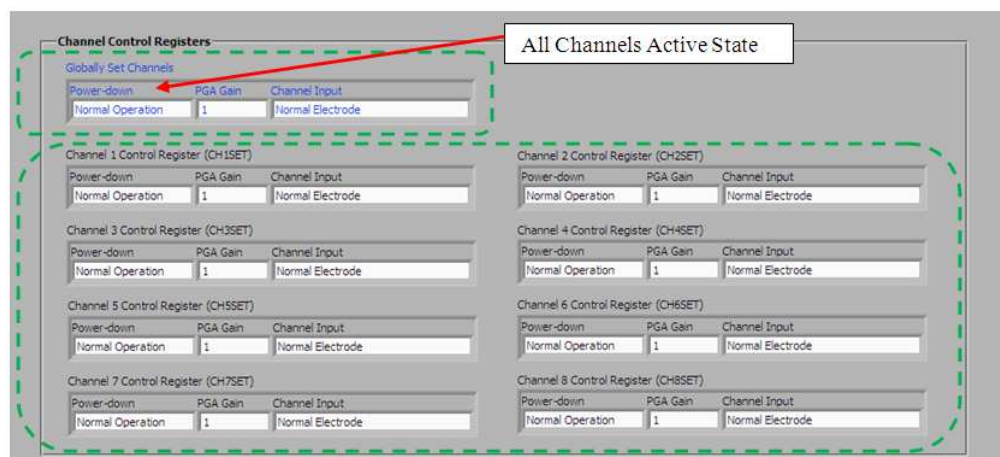 Channel Control Registers
All Channels Active State
Globally Set Channels
Power-down PGA Gain Channel Input
Normal Operation 1 Normal Electrode
Channel 1 Control Register (CH1SET) Channel 2 Control Register (CH2SET)
Power-down PGA Gain Channel Input Power-down PGA Gain Channel Input
Normal Operation 1 Normal Electrode Normal Operation 1 Normal Electrode
Channel 3 Control Register (CH3SET) Channel 4 Control Register (CH4SET)
Power-down PGA Gain Channel Input Power-down PGA Gain Channel Input
Normal Operation 1 Normal Electrode Normal Operation 1 Normal Electrode
Channel 5 Control Register (CH5SET) Channel 6 Control Register (CH6SET)
Power-down PGA Gain Channel Input Power-down PGA Gain Channel Input
Normal Operation 1 Normal Electrode Normal Operation 1 Normal Electrode
Channel 7 Control Register (CH7SET) Channel 8 Control Register (CH8SET)
Power-down PGA Gain Channel Input Power-down PGA Gain Channel Input
Normal Operation 1 Normal Electrode Normal Operation 1 Normal Electrode